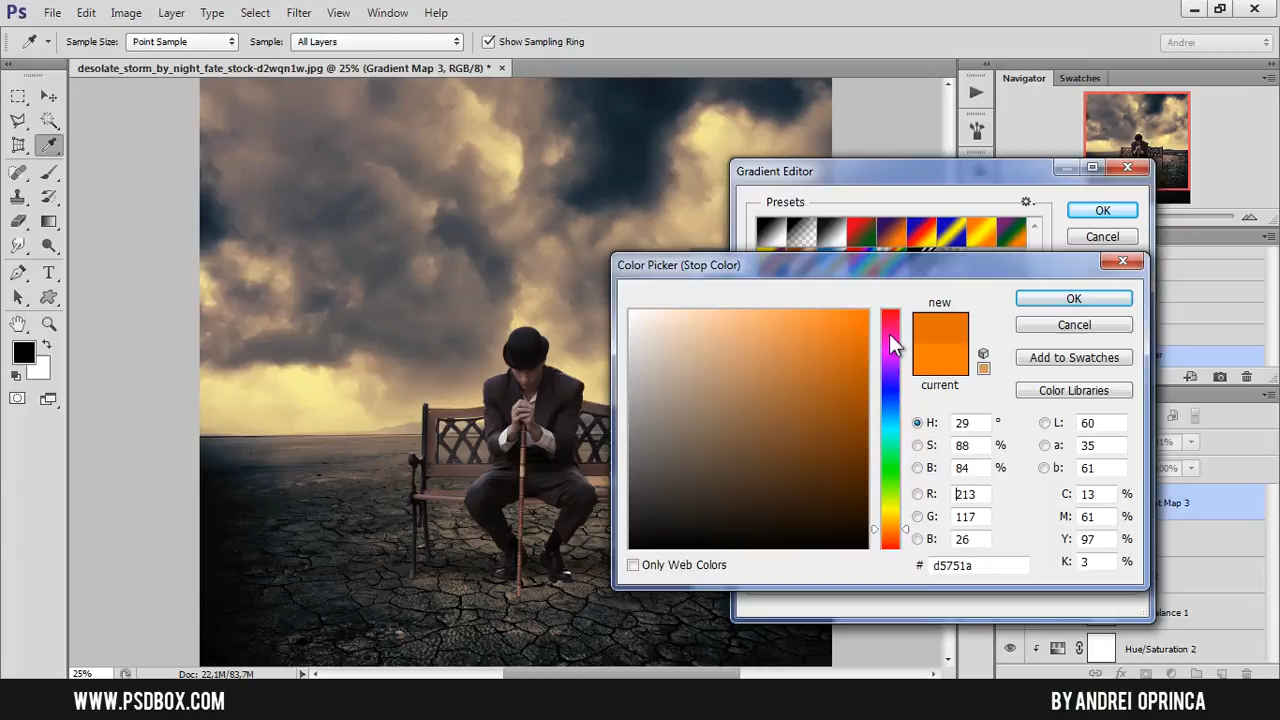 Ps File Edit Image Layer Type Select Filter View Window Help
Sample Size: Point Sample Sample: All Layers Show Sampling Ring Andrei
desolate_storm_by_night_fate_stock-d2wqn1w.jpg @ 25% (Gradient Map 3, RGB/8) *
Navigator Swatches
Gradient Editor
Presets
OK
Cancel
Color Picker (Stop Color)
new
current
OK
Cancel
Add to Swatches
Color Libraries
H: 29 ° L: 60
S: 88 % a: 35
B: 84 % b: 61
R: 213 C: 13 %
G: 117 M: 61 %
B: 26 Y: 97 %
# d5751a K: 3 %
Only Web Colors
100%
Map 3
alance 1
Hue/Saturation 2
25% Doc: 22,1M/83,7M
WWW.PSDBOX.COM
BY ANDREI OPRINCA